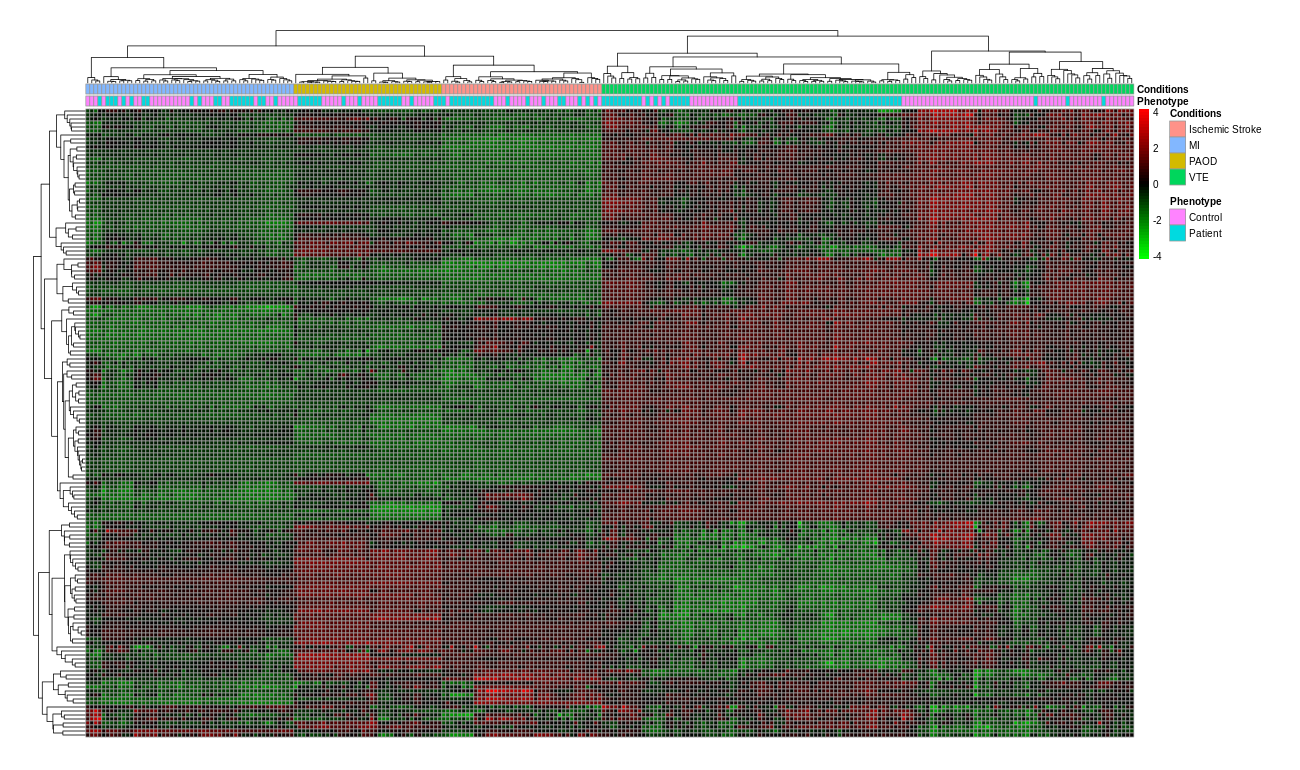 Conditions
Phenotype
4
2
0
-2
-4
Conditions
Ischemic Stroke
MI
PAOD
VTE
Phenotype
Control
Patient